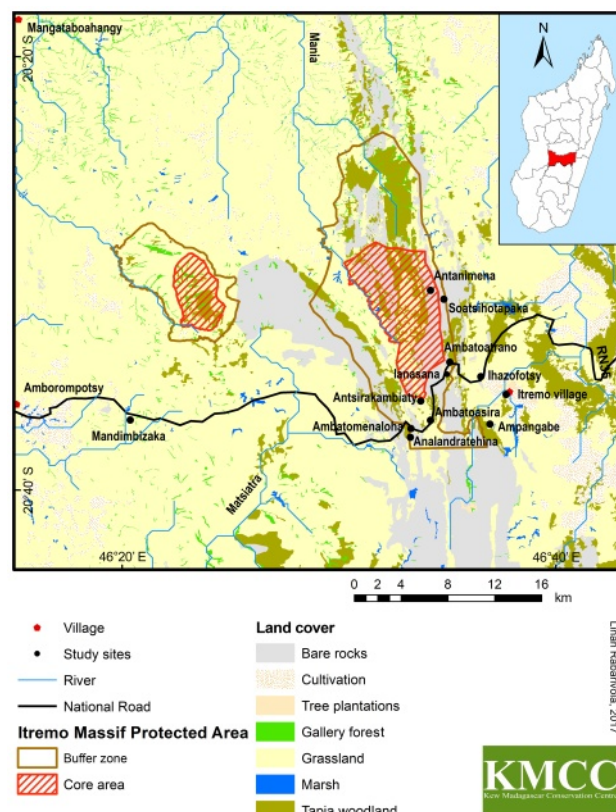 Mangataboahangy
20°20' S
Mania
N
Antanimena
Soatsihotapaka
Ambatoafrano
RN35
Ihazofotsy
Amborompotsy
Antsirakambiaty
Itremo village
Ambatoasira
Ambatomenaloha
Ampangabe
Mandimbizaka
Analandratehina
20°40' S
Matsiatra
46°20' E
46°40' E
0 2 4 8 12 16
km
Village
Study sites
River
National Road
Itremo Massif Protected Area
Buffer zone
Core area
Land cover
Bare rocks
Cultivation
Tree plantations
Gallery forest
Grassland
Marsh
Tapia woodland
KMCC
Kew Madagascar Conservation Centre